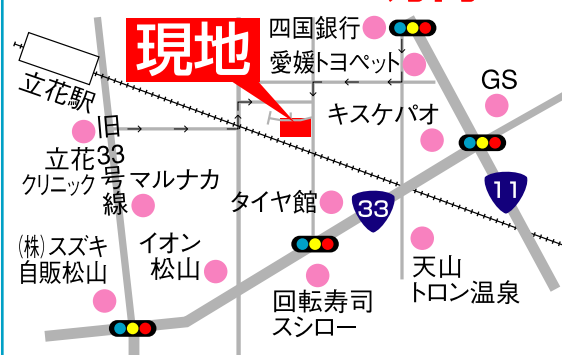 四国銀行
現地
愛媛トヨペット
立花駅
GS
キスケパオ
旧33号線
立花
クリニック
マルナカ
タイヤ館
33
11
(株)スズキ
自販松山
イオン
松山
天山
トロン温泉
回転寿司
スシロー